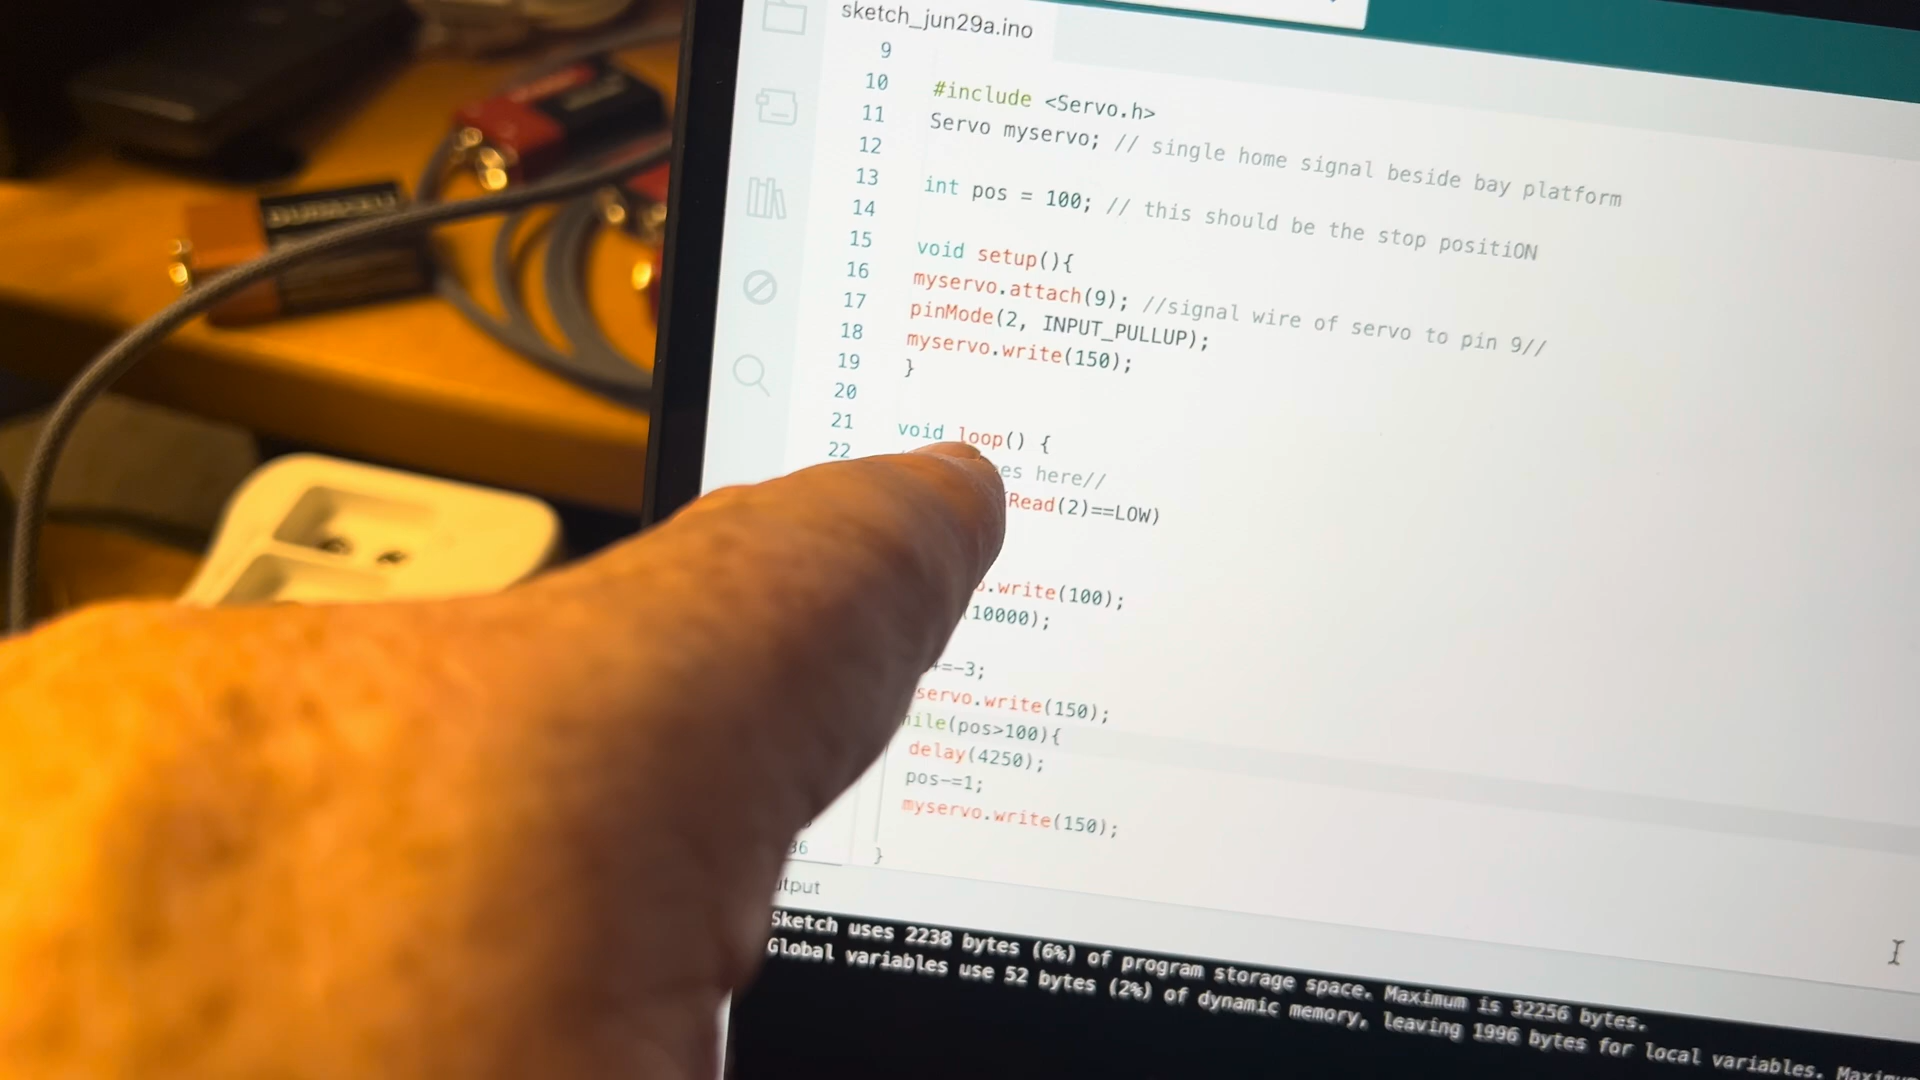 sketch_jun29a.ino
9
10 #include <Servo.h>
11 Servo myservo; // single home signal beside bay platform
12
13 int pos = 100; // this should be the stop positiON
14
15 void setup(){
16 myservo.attach(9); //signal wire of servo to pin 9//
17 pinMode(2, INPUT_PULLUP);
18 myservo.write(150);
19 }
20
21 void loop() {
22 here//
Read(2)==LOW)
.write(100);
(10000);
=-3;
servo.write(150);
(pos>100){
delay(4250);
pos-=1;
myservo.write(150);
36 }
Sketch uses 2238 bytes (6%) of program storage space. Maximum is 32256 bytes.
Global variables use 52 bytes (2%) of dynamic memory, leaving 1996 bytes for local variables.
DURACELL